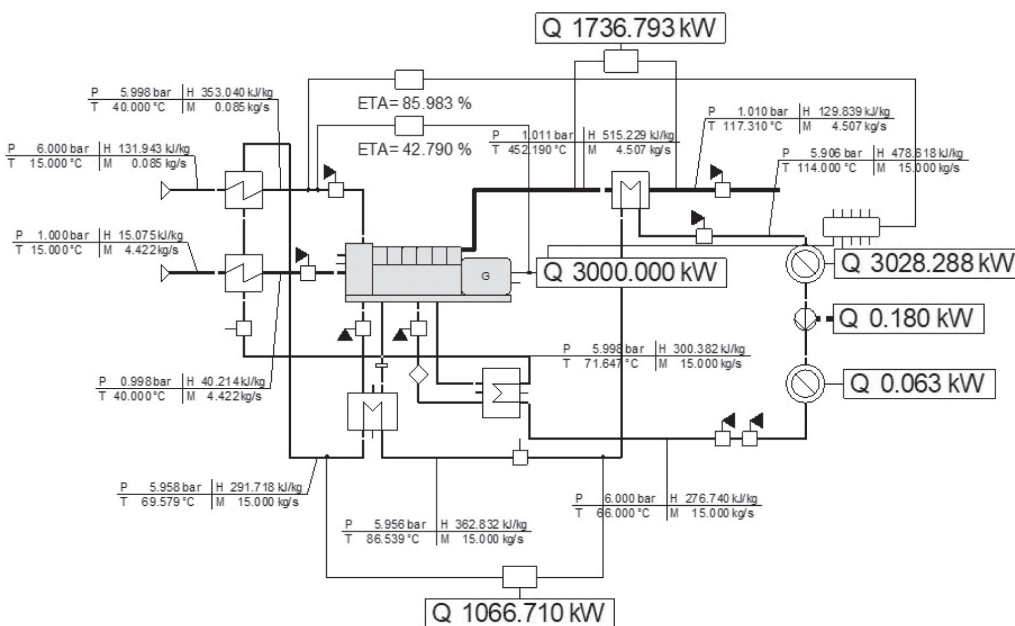 Q 1736.793 kW
P 5.998 bar H 353.040 kJ/kg
T 40.000 °C M 0.085 kg/s
ETA= 85.983 %
ETA= 42.790 %
P 1.011 bar H 515.229 kJ/kg
T 452.190 °C M 4.507 kg/s
P 1.010 bar H 129.839 kJ/kg
T 117.310 °C M 4.507 kg/s
P 6.000 bar H 131.943 kJ/kg
T 15.000 °C M 0.085 kg/s
P 5.906 bar H 478.618 kJ/kg
T 114.000 °C M 15.000 kg/s
P 1.000 bar H 15.075 kJ/kg
T 15.000 °C M 4.422 kg/s
G
Q 3000.000 kW
Q 3028.288 kW
Q 0.180 kW
P 5.998 bar H 300.382 kJ/kg
T 71.647 °C M 15.000 kg/s
P 0.998 bar H 40.214 kJ/kg
T 40.000 °C M 4.422 kg/s
Q 0.063 kW
P 5.958 bar H 291.718 kJ/kg
T 69.579 °C M 15.000 kg/s
P 5.956 bar H 362.832 kJ/kg
T 86.539 °C M 15.000 kg/s
P 6.000 bar H 276.740 kJ/kg
T 66.000 °C M 15.000 kg/s
Q 1066.710 kW